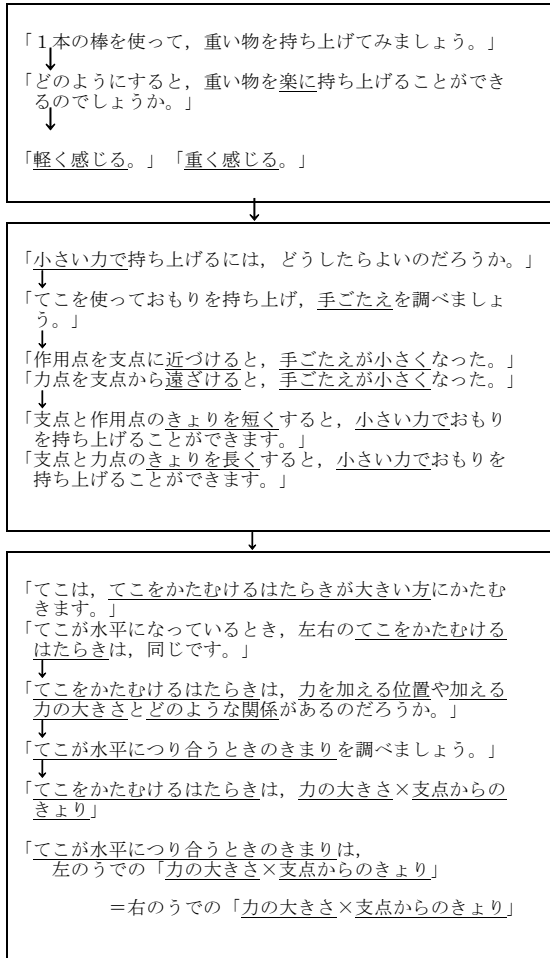 「１本の棒を使って，重い物を持ち上げてみましょう。」
↓
「どのようにすると，重い物を楽に持ち上げることができ
るのでしょうか。」
↓
「軽く感じる。」「重く感じる。」
↓
「小さい力で持ち上げるには，どうしたらよいのだろうか。」
↓
「てこを使っておもりを持ち上げ，手ごたえを調べましょ
う。」
↓
「作用点を支点に近づけると，手ごたえが小さくなった。」
「力点を支点から遠ざけると，手ごたえが小さくなった。」
↓
「支点と作用点のきょりを短くすると，小さい力でおもり
を持ち上げることができます。」
「支点と力点のきょりを長くすると，小さい力でおもりを
持ち上げることができます。」
↓
「てこは，てこをかたむけるはたらきが大きい方にかたむ
きます。」
「てこが水平になっているとき，左右のてこをかたむける
はたらきは，同じです。」
↓
「てこをかたむけるはたらきは，力を加える位置や加える
力の大きさとどのような関係があるのだろうか。」
↓
「てこが水平につり合うときのきまりを調べましょう。」
↓
「てこをかたむけるはたらきは，力の大きさ×支点からの
きょり」
「てこが水平につり合うときのきまりは，
左のうでの「力の大きさ×支点からのきょり」
＝右のうでの「力の大きさ×支点からのきょり」